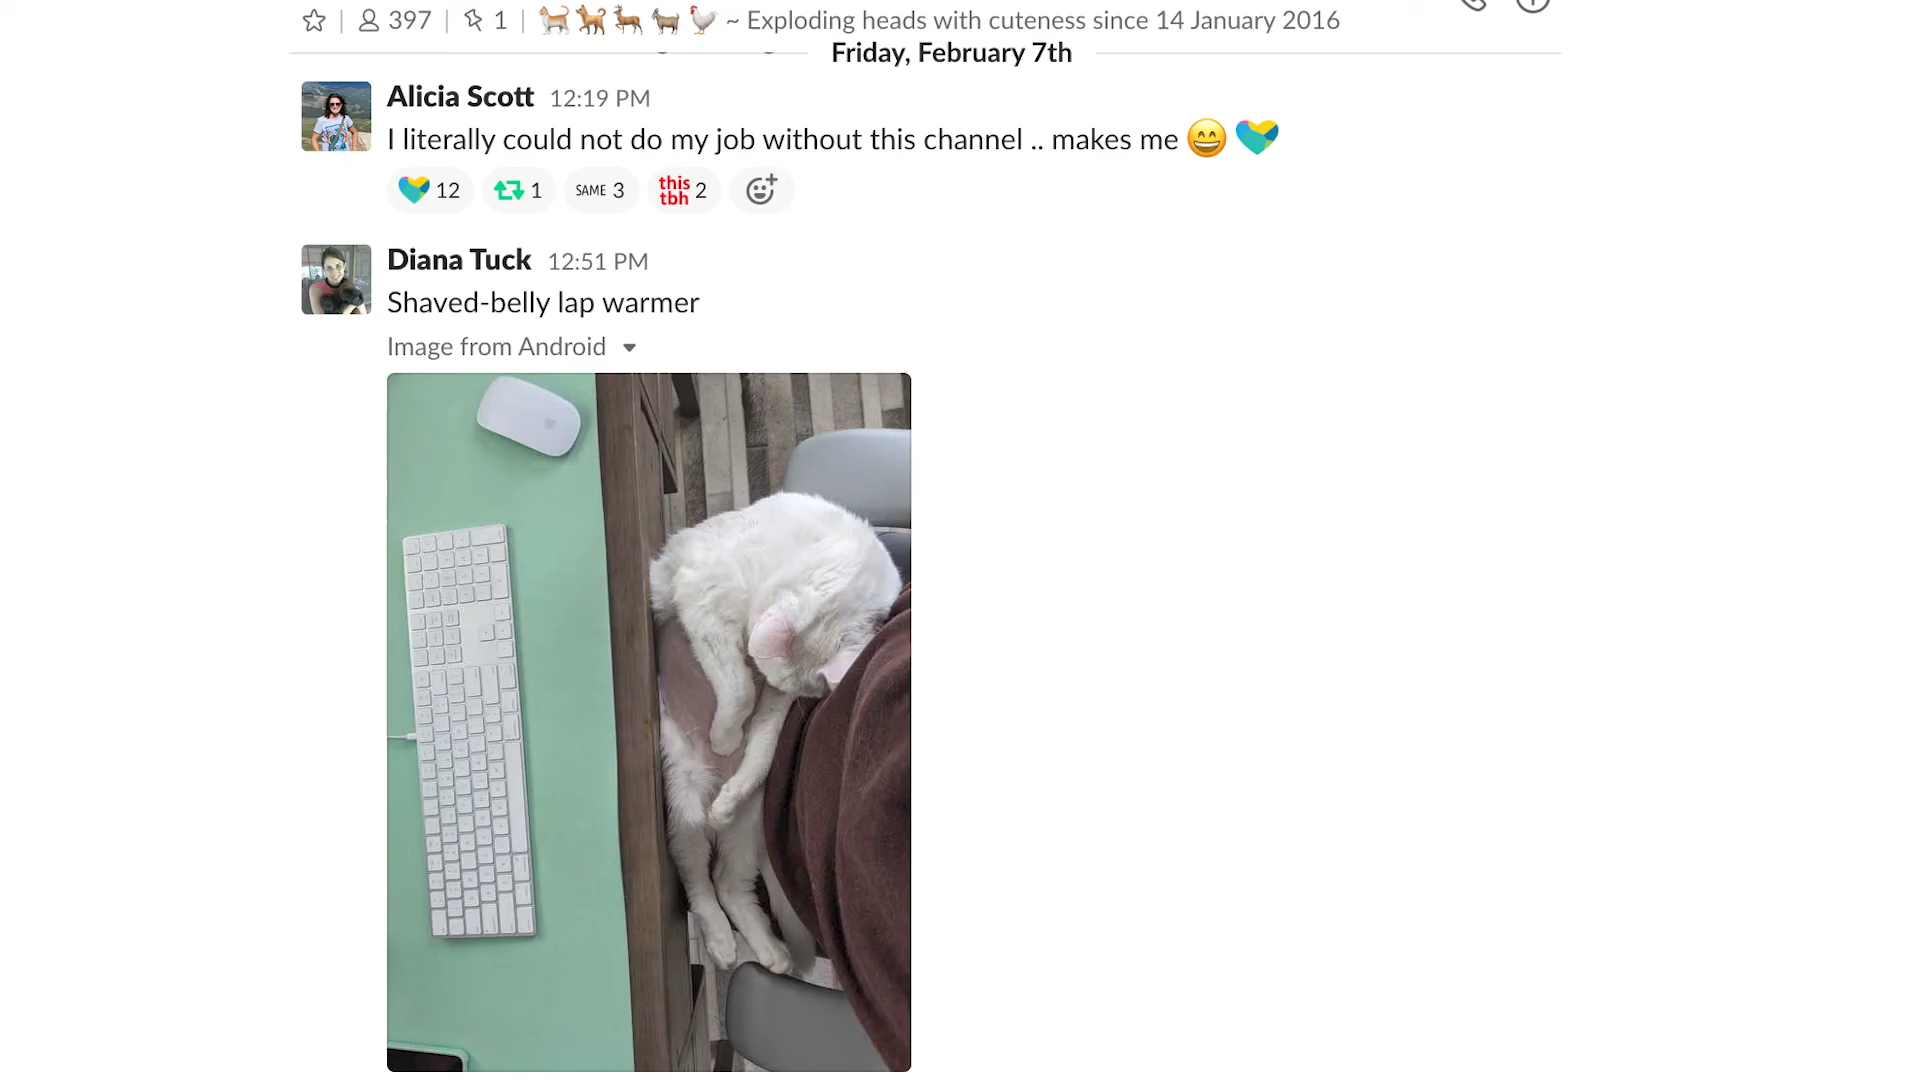 397 | 1 | ~ Exploding heads with cuteness since 14 January 2016
Friday, February 7th
Alicia Scott 12:19 PM
I literally could not do my job without this channel .. makes me
12 1 SAME 3 this tbh 2
Diana Tuck 12:51 PM
Shaved-belly lap warmer
Image from Android